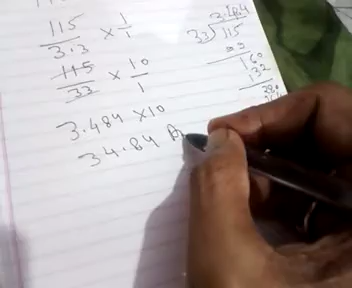 115/3.3 × 1/1
115/33 × 10/1
3.484 × 10
34.84 A
3.484
33) 115
99
160
132
280